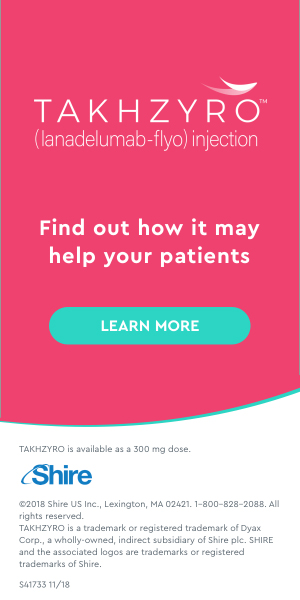 TAKHZYRO™
(lanadelumab-flyo) injection
Find out how it may
help your patients
LEARN MORE
TAKHZYRO is available as a 300 mg dose.
Shire
©2018 Shire US Inc., Lexington, MA 02421. 1-800-828-2088. All
rights reserved.
TAKHZYRO is a trademark or registered trademark of Dyax
Corp., a wholly-owned, indirect subsidiary of Shire plc. SHIRE
and the associated logos are trademarks or registered
trademarks of Shire.
S41733 11/18